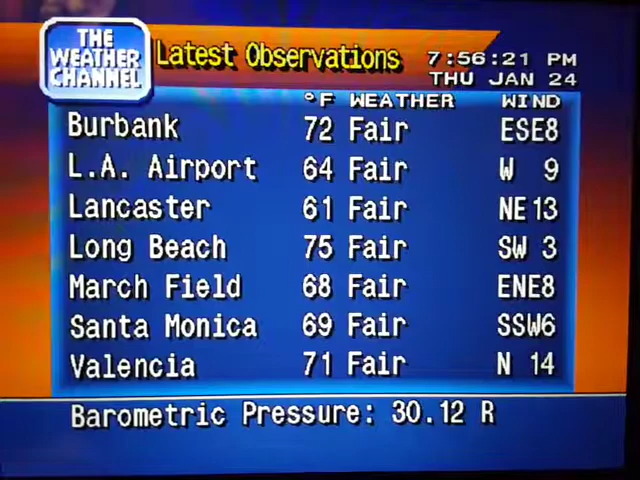 THE
WEATHER
CHANNEL
Latest Observations
7:56:21 PM
THU JAN 24
°F WEATHER WIND
Burbank 72 Fair ESE8
L.A. Airport 64 Fair W 9
Lancaster 61 Fair NE 13
Long Beach 75 Fair SW 3
March Field 68 Fair ENE8
Santa Monica 69 Fair SSW6
Valencia 71 Fair N 14
Barometric Pressure: 30.12 R